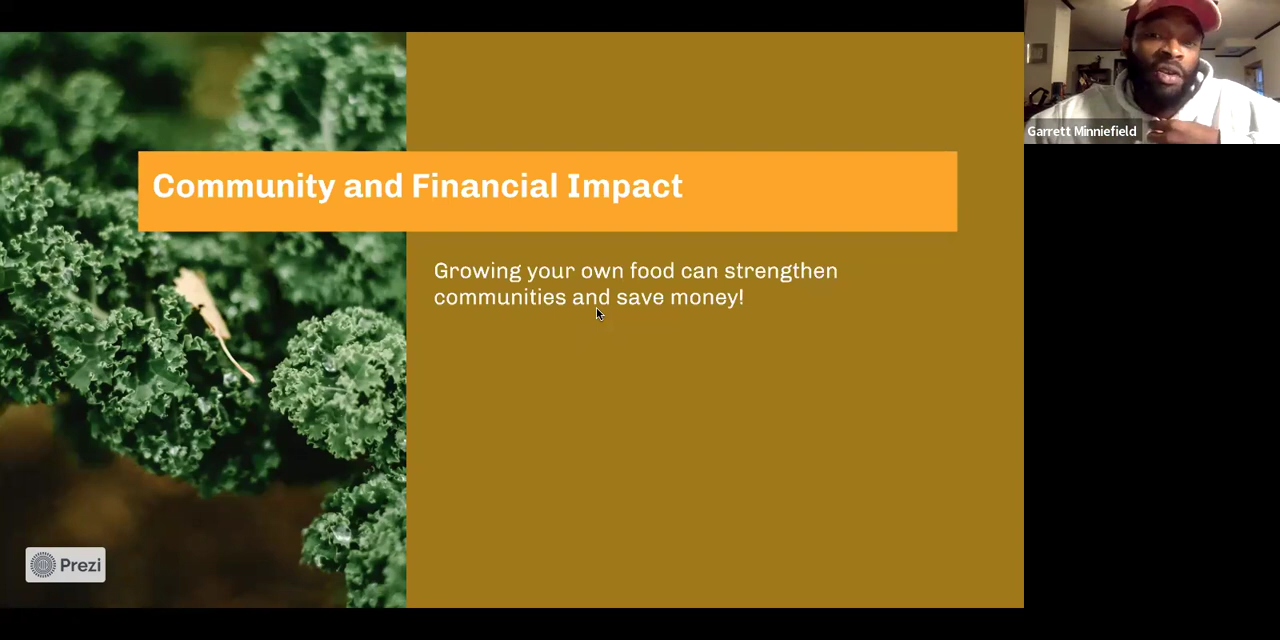 Community and Financial Impact
Growing your own food can strengthen
communities and save money!
Prezi
Garrett Minniefield